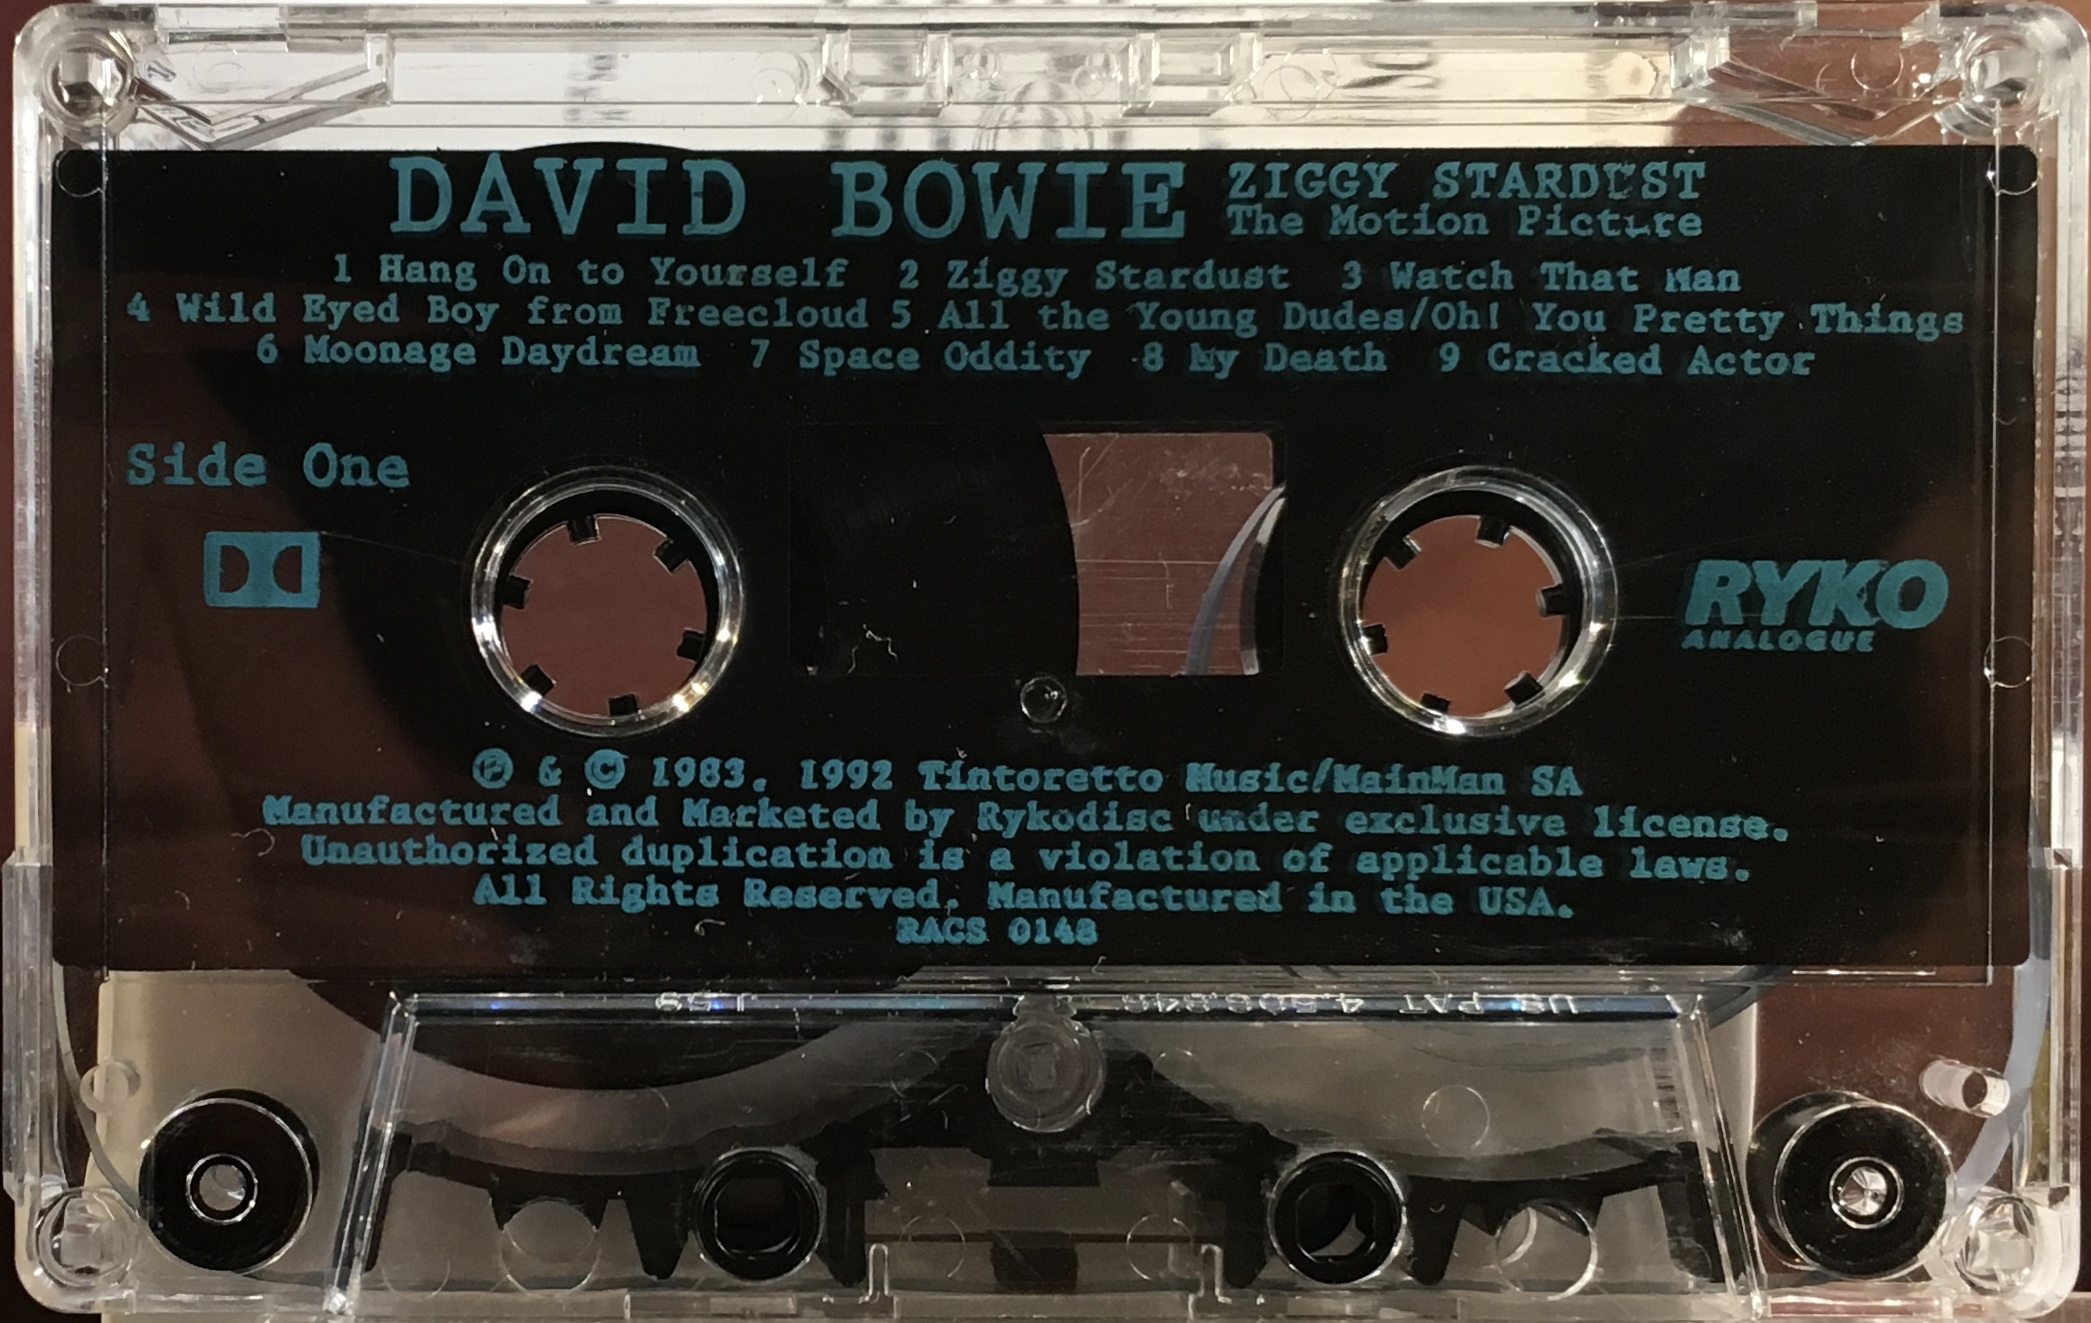 DAVID BOWIE ZIGGY STARDUST
The Motion Picture
1 Hang On to Yourself 2 Ziggy Stardust 3 Watch That Man
4 Wild Eyed Boy from Freecloud 5 All the Young Dudes/Oh! You Pretty Things
6 Moonage Daydream 7 Space Oddity 8 My Death 9 Cracked Actor
Side One
RYKO
ANALOGUE
℗ & © 1983, 1992 Tintoretto Music/MainMan SA
Manufactured and Marketed by Rykodisc under exclusive license.
Unauthorized duplication is a violation of applicable laws.
All Rights Reserved. Manufactured in the USA.
RACS 0148
US PAT